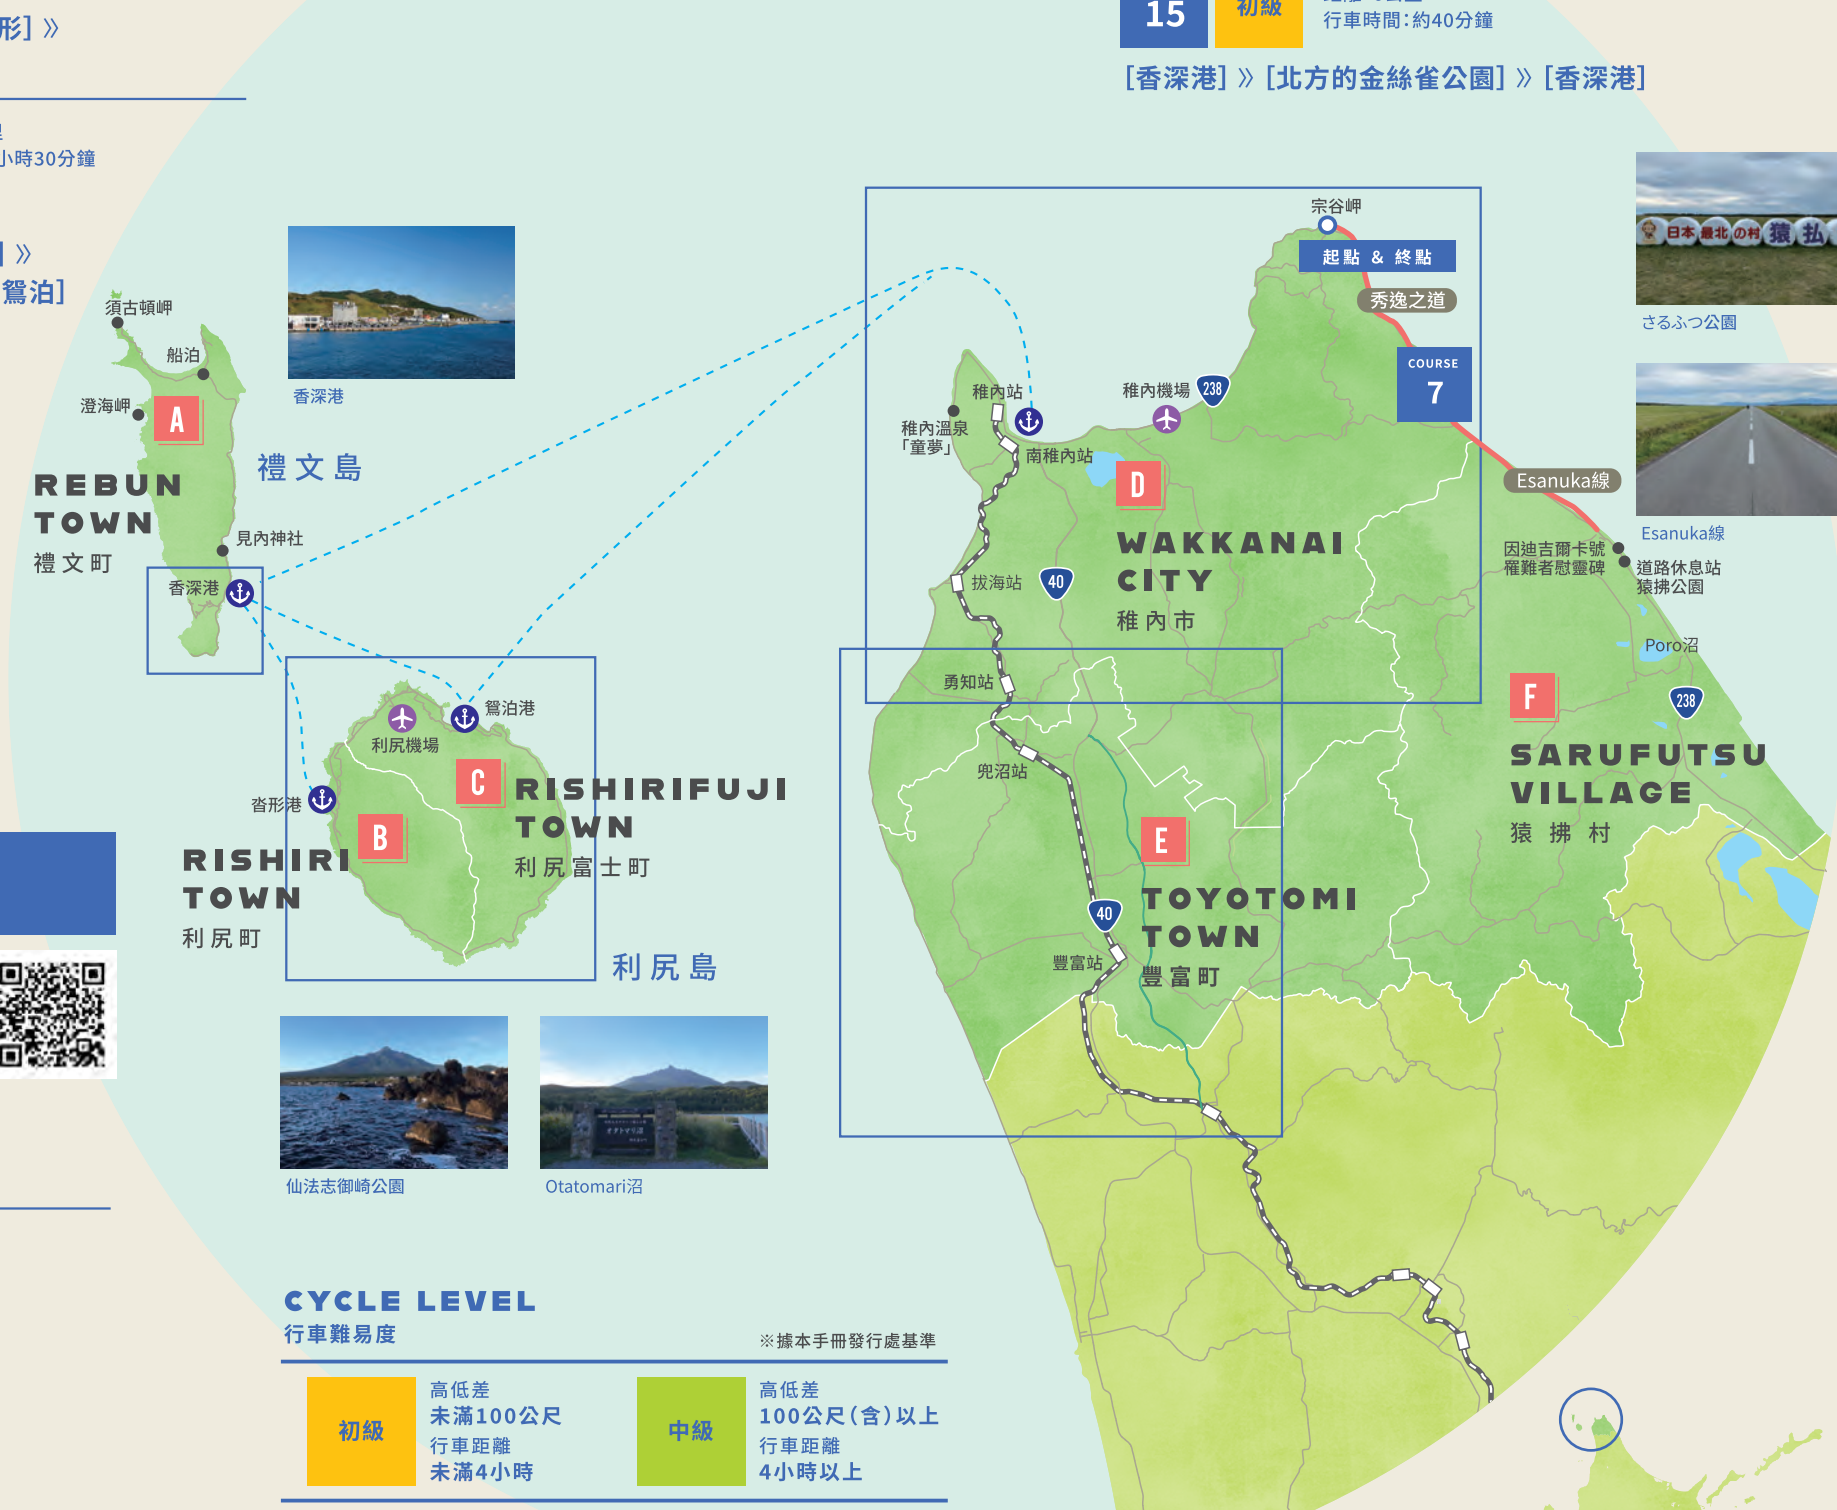 形] 》
小時30分鐘
》
鴛泊]
15
初級
行車時間：約40分鐘
[香深港] 》 [北方的金絲雀公園] 》 [香深港]
須古頓岬
船泊
澄海岬
A
REBUN
TOWN
禮文町
禮文島
見內神社
香深港
香深港
宗谷岬
起點 & 終點
秀逸之道
COURSE
7
238
稚內機場
稚內站
稚內溫泉
「童夢」
南稚內站
D
WAKKANAI
CITY
稚內市
40
拔海站
勇知站
兜沼站
Esanuka線
因迪吉爾卡號
罹難者慰靈碑
道路休息站
猿拂公園
Poro沼
238
F
SARUFUTSU
VILLAGE
猿拂村
日本最北の村猿払
さるふつ公園
Esanuka線
鴛泊港
利尻機場
沓形港
C
RISHIRIFUJI
TOWN
利尻富士町
B
RISHIRI
TOWN
利尻町
利尻島
E
TOYOTOMI
TOWN
豐富町
40
豐富站
オタトマリ沼
仙法志御崎公園
Otatomari沼
CYCLE LEVEL
行車難易度
※據本手冊發行處基準
初級
高低差
未滿100公尺
行車距離
未滿4小時
中級
高低差
100公尺（含）以上
行車距離
4小時以上